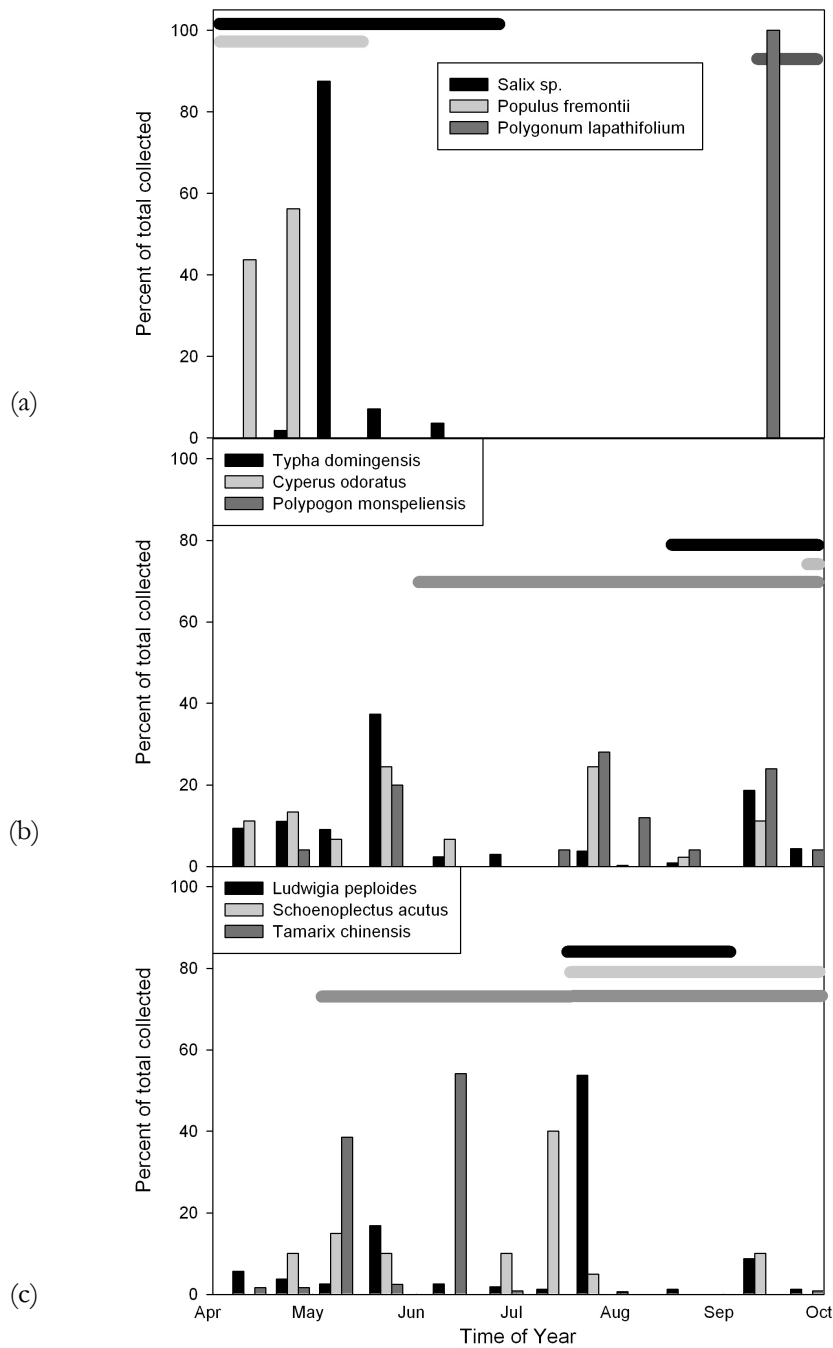 100
80
60
40
20
0
Percent of total collected
Salix sp.
Populus fremontii
Polygonum lapathifolium
(a)
100
80
60
40
20
0
Percent of total collected
Typha domingensis
Cyperus odoratus
Polypogon monspeliensis
(b)
100
80
60
40
20
0
Percent of total collected
Ludwigia peploides
Schoenoplectus acutus
Tamarix chinensis
(c)
Apr May Jun Jul Aug Sep Oct
Time of Year